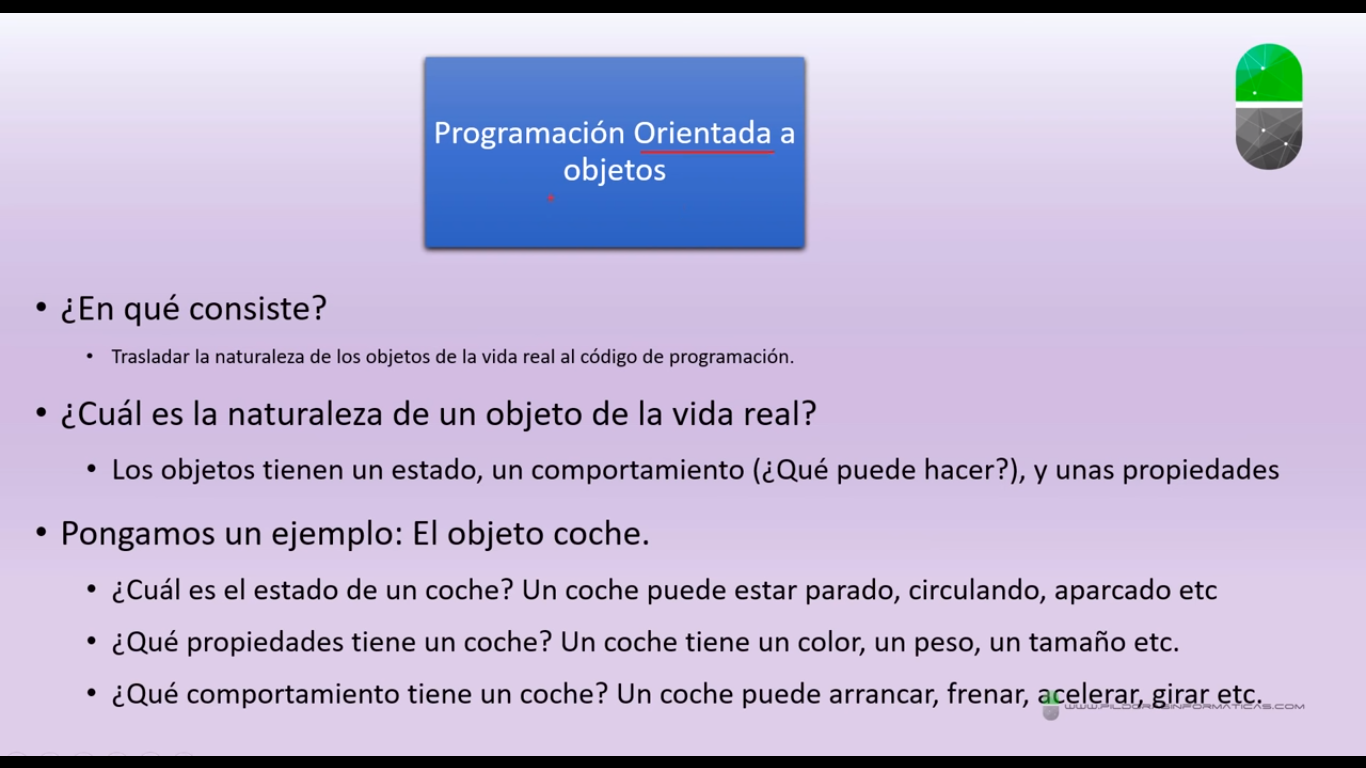 Programación Orientada a
objetos
• ¿En qué consiste?
• Trasladar la naturaleza de los objetos de la vida real al código de programación.
• ¿Cuál es la naturaleza de un objeto de la vida real?
• Los objetos tienen un estado, un comportamiento (¿Qué puede hacer?), y unas propiedades
• Pongamos un ejemplo: El objeto coche.
• ¿Cuál es el estado de un coche? Un coche puede estar parado, circulando, aparcado etc
• ¿Qué propiedades tiene un coche? Un coche tiene un color, un peso, un tamaño etc.
• ¿Qué comportamiento tiene un coche? Un coche puede arrancar, frenar, acelerar, girar etc.
WWW.PILDORASINFORMATICAS.COM